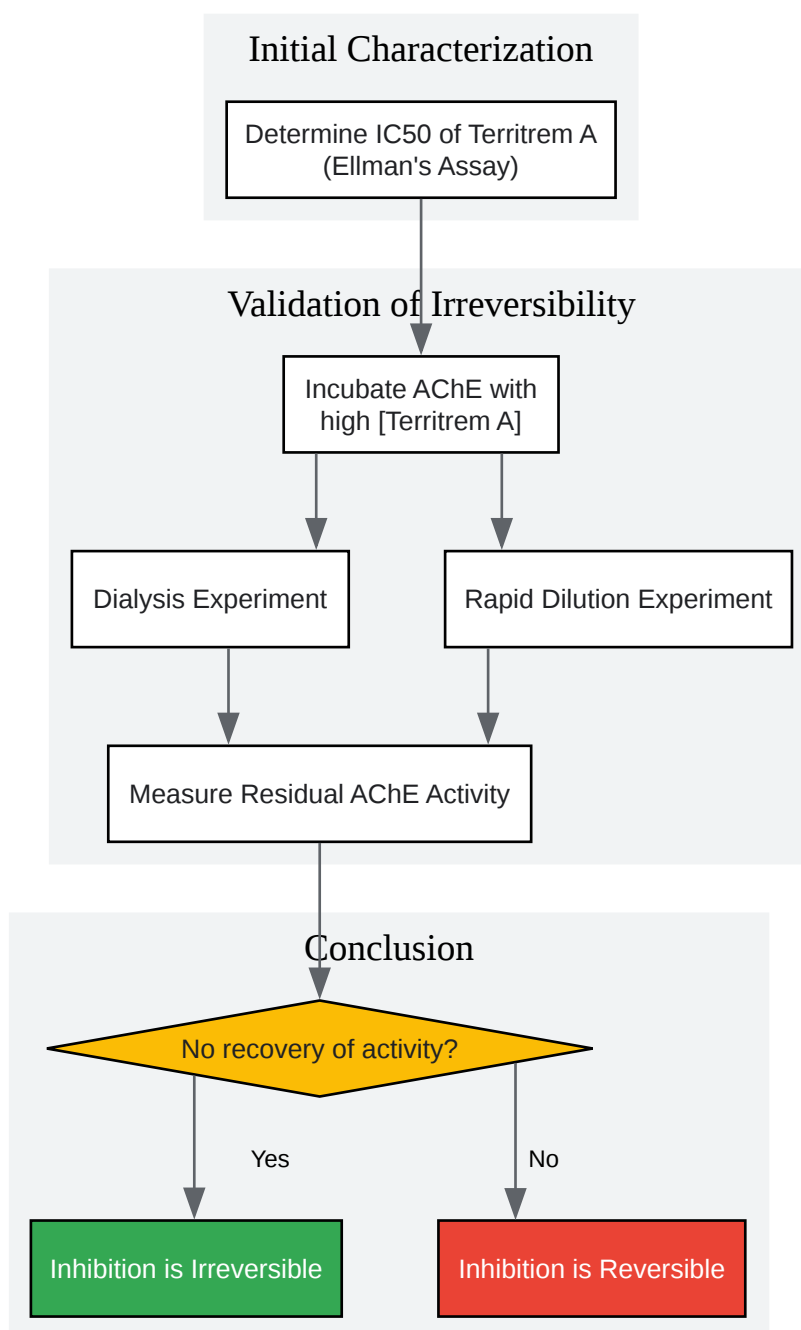 Initial Characterization
Determine IC50 of Territrem A
(Ellman's Assay)
Validation of Irreversibility
Incubate AChE with
high [Territrem A]
Dialysis Experiment
Rapid Dilution Experiment
Measure Residual AChE Activity
Conclusion
No recovery of activity?
Yes
No
Inhibition is Irreversible
Inhibition is Reversible